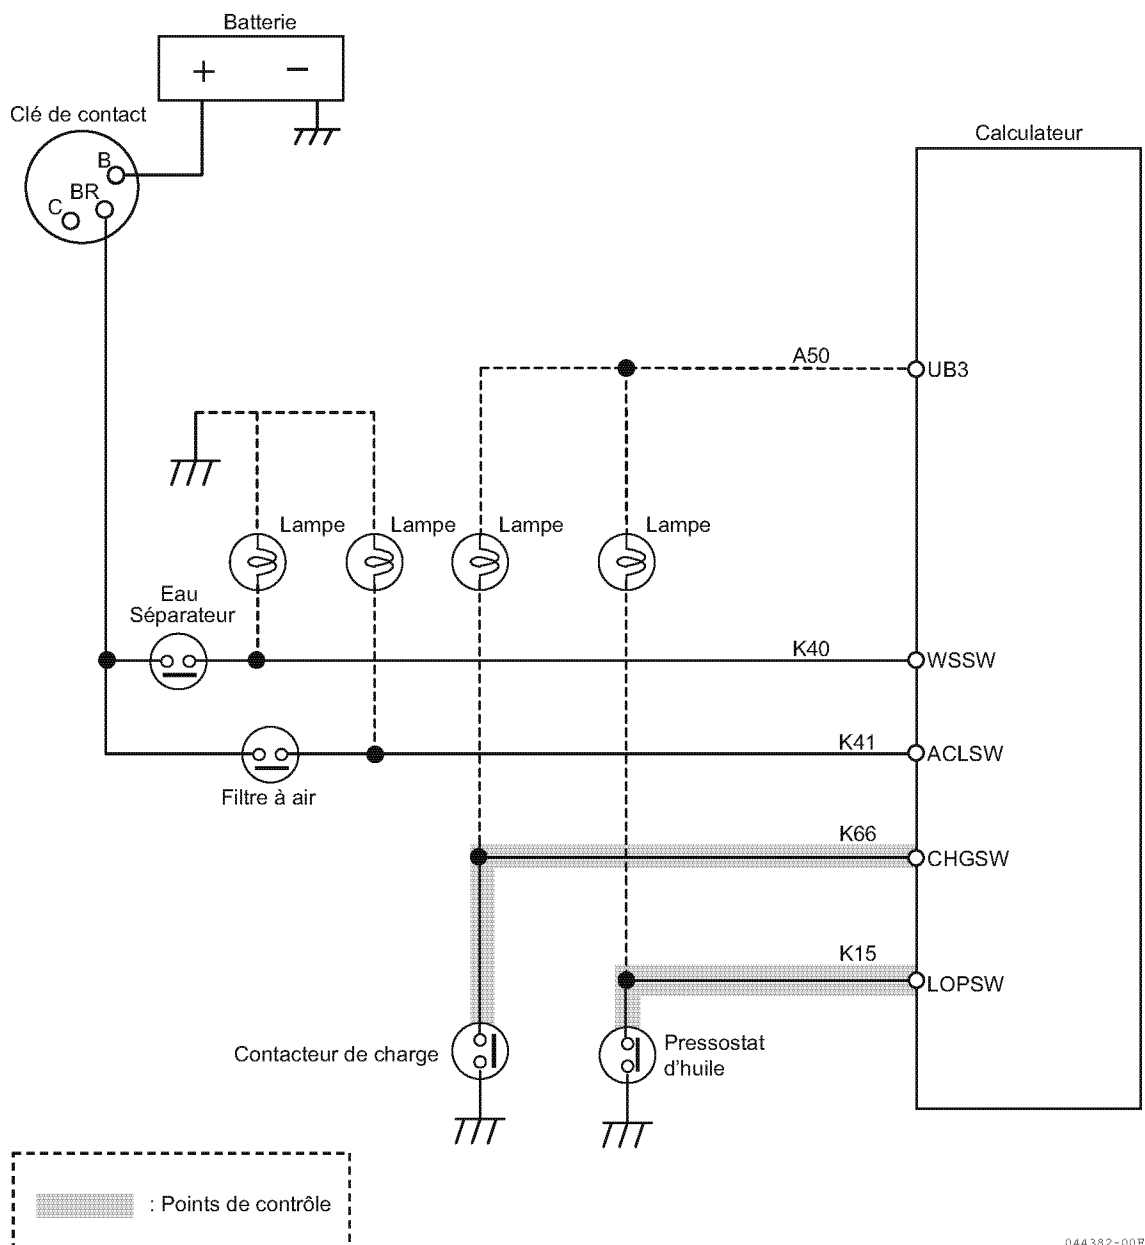 Batterie
+ −
Clé de contact
B
BR
C
Calculateur
A50
UB3
Lampe
Lampe
Lampe
Lampe
Eau
Séparateur
K40
WSSW
K41
ACLSW
Filtre à air
K66
CHGSW
K15
LOPSW
Contacteur de charge
Pressostat
d'huile
: Points de contrôle